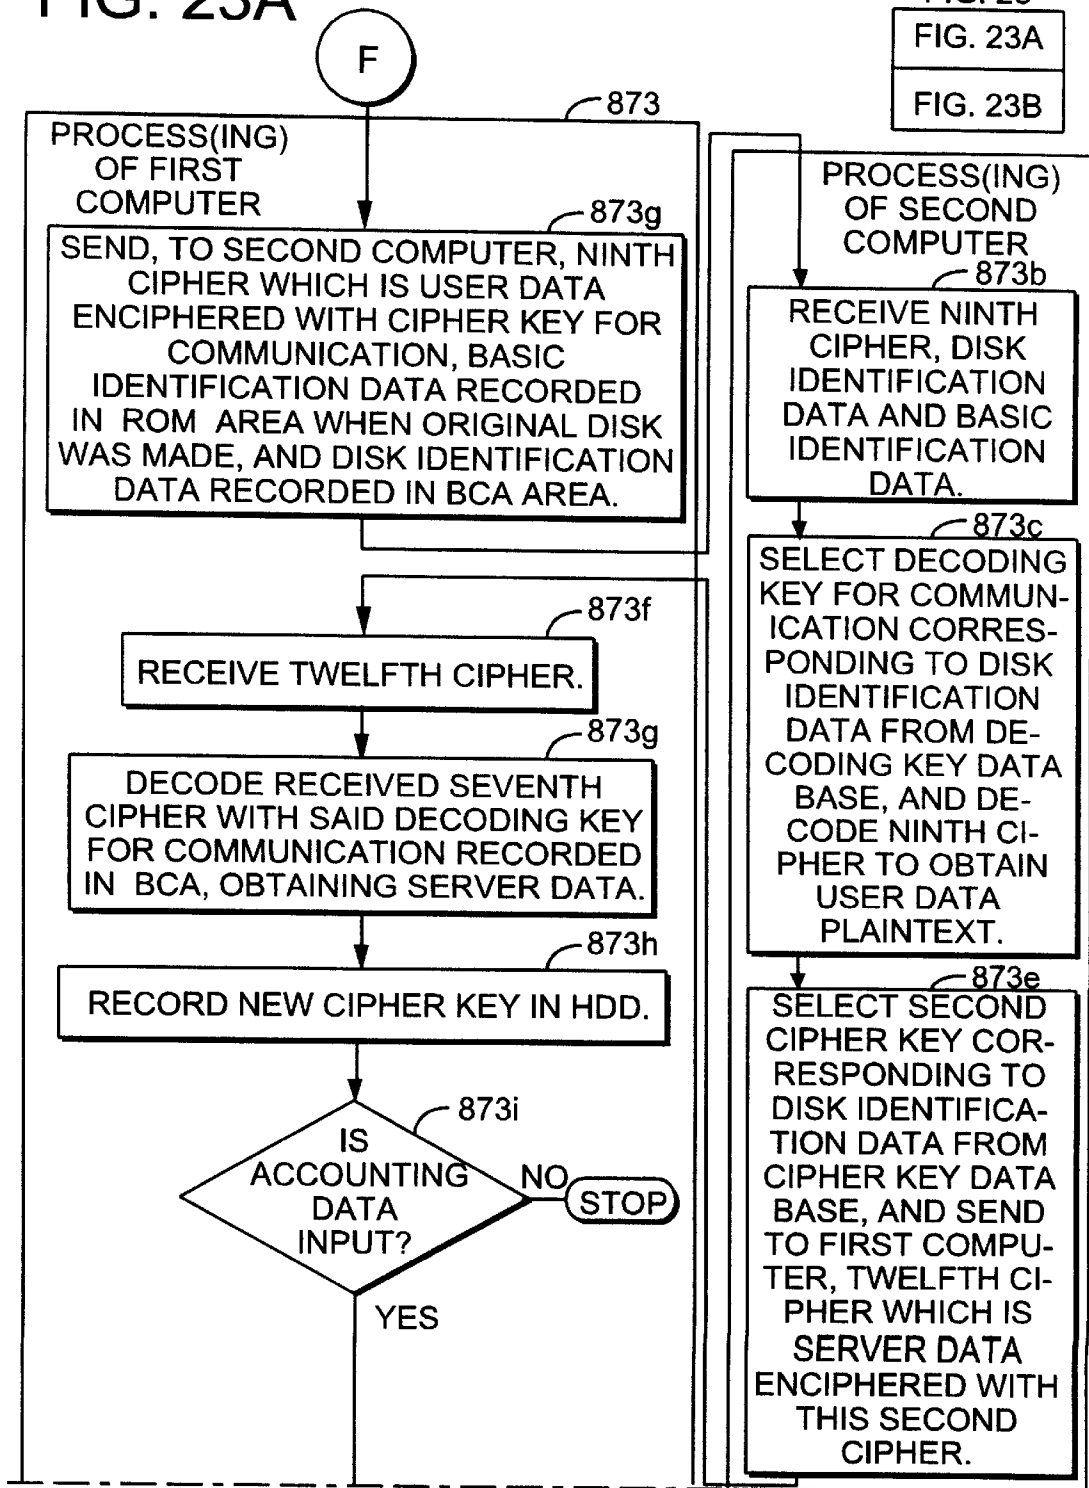 FIG. 23A
FIG. 23
FIG. 23A
FIG. 23B
F
873
PROCESS(ING)
OF FIRST
COMPUTER
873g
SEND, TO SECOND COMPUTER, NINTH
CIPHER WHICH IS USER DATA
ENCIPHERED WITH CIPHER KEY FOR
COMMUNICATION, BASIC
IDENTIFICATION DATA RECORDED
IN ROM AREA WHEN ORIGINAL DISK
WAS MADE, AND DISK IDENTIFICATION
DATA RECORDED IN BCA AREA.
873f
RECEIVE TWELFTH CIPHER.
873g
DECODE RECEIVED SEVENTH
CIPHER WITH SAID DECODING KEY
FOR COMMUNICATION RECORDED
IN BCA, OBTAINING SERVER DATA.
873h
RECORD NEW CIPHER KEY IN HDD.
873i
IS
ACCOUNTING
DATA
INPUT?
NO
STOP
YES
PROCESS(ING)
OF SECOND
COMPUTER
873b
RECEIVE NINTH
CIPHER, DISK
IDENTIFICATION
DATA AND BASIC
IDENTIFICATION
DATA.
873c
SELECT DECODING
KEY FOR COMMUN-
ICATION CORRES-
PONDING TO DISK
IDENTIFICATION
DATA FROM DE-
CODING KEY DATA
BASE, AND DE-
CODE NINTH CI-
PHER TO OBTAIN
USER DATA
PLAINTEXT.
873e
SELECT SECOND
CIPHER KEY COR-
RESPONDING TO
DISK IDENTIFICA-
TION DATA FROM
CIPHER KEY DATA
BASE, AND SEND
TO FIRST COMPU-
TER, TWELFTH CI-
PHER WHICH IS
SERVER DATA
ENCIPHERED WITH
THIS SECOND
CIPHER.